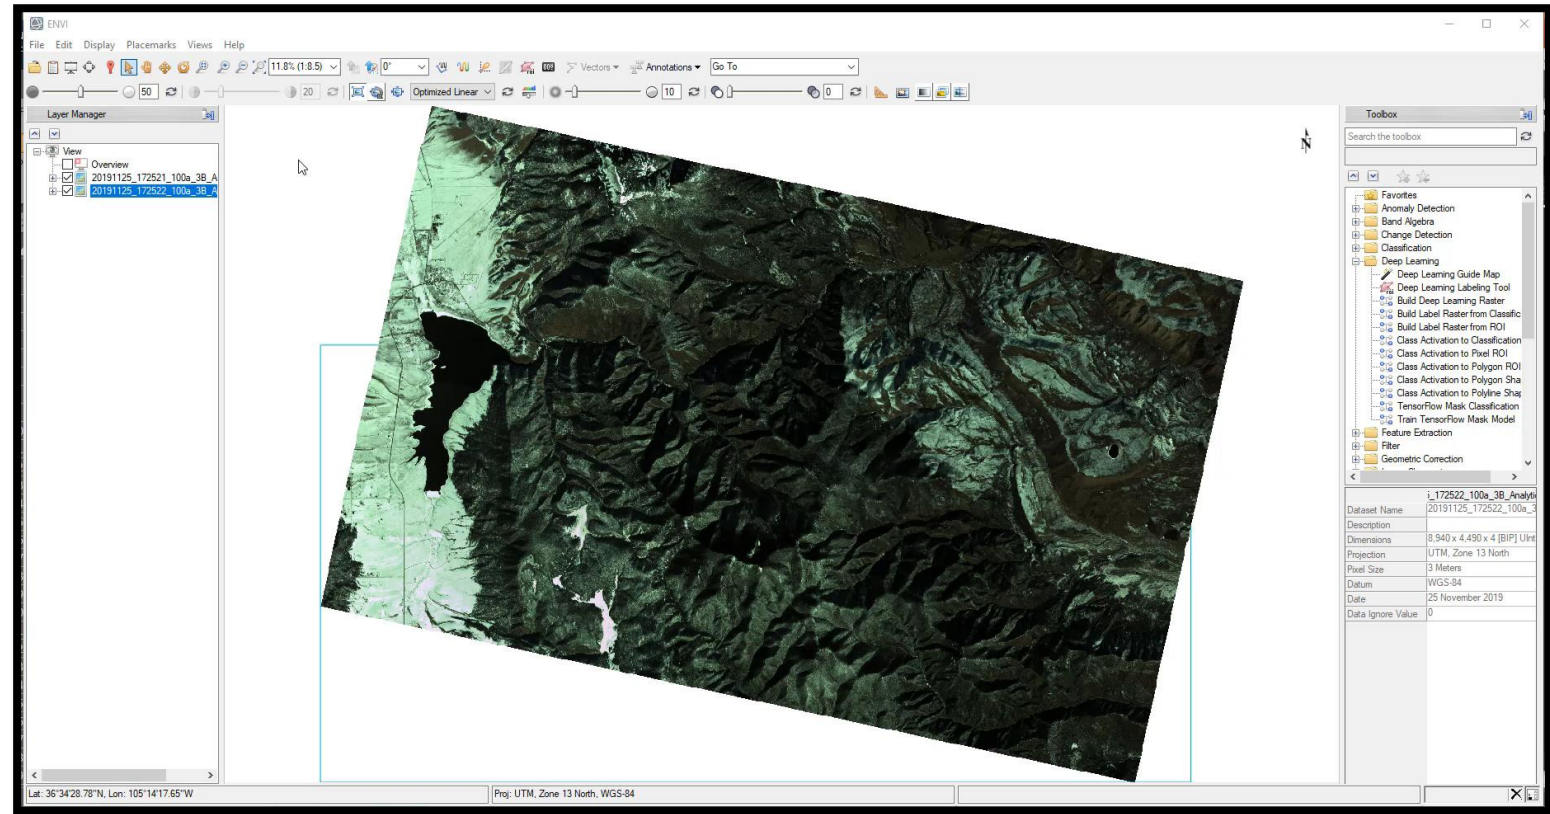 ENVI
File Edit Display Placemarks Views Help
11.8% (1:8.5) 0° Vectors Annotations Go To
50 20 Optimized Linear 10 0
Layer Manager
View
Overview
20191125_172521_100a_3B_A
20191125_172522_100a_3B_A
N
Toolbox
Search the toolbox
Favorites
Anomaly Detection
Band Algebra
Change Detection
Classification
Deep Learning
Deep Learning Guide Map
Deep Learning Labeling Tool
Build Deep Learning Raster
Build Label Raster from Classific
Build Label Raster from ROI
Class Activation to Classification
Class Activation to Pixel ROI
Class Activation to Polygon ROI
Class Activation to Polygon Sha
Class Activation to Polyline Shap
TensorFlow Mask Classification
Train TensorFlow Mask Model
Feature Extraction
Filter
Geometric Correction
i_172522_100a_3B_Analyti
Dataset Name 20191125_172522_100a_3
Description
Dimensions 8,940 x 4,490 x 4 [BIP] UInt
Projection UTM, Zone 13 North
Pixel Size 3 Meters
Datum WGS-84
Date 25 November 2019
Data Ignore Value 0
Lat: 36°34'28.78"N, Lon: 105°14'17.65"W Proj: UTM, Zone 13 North, WGS-84